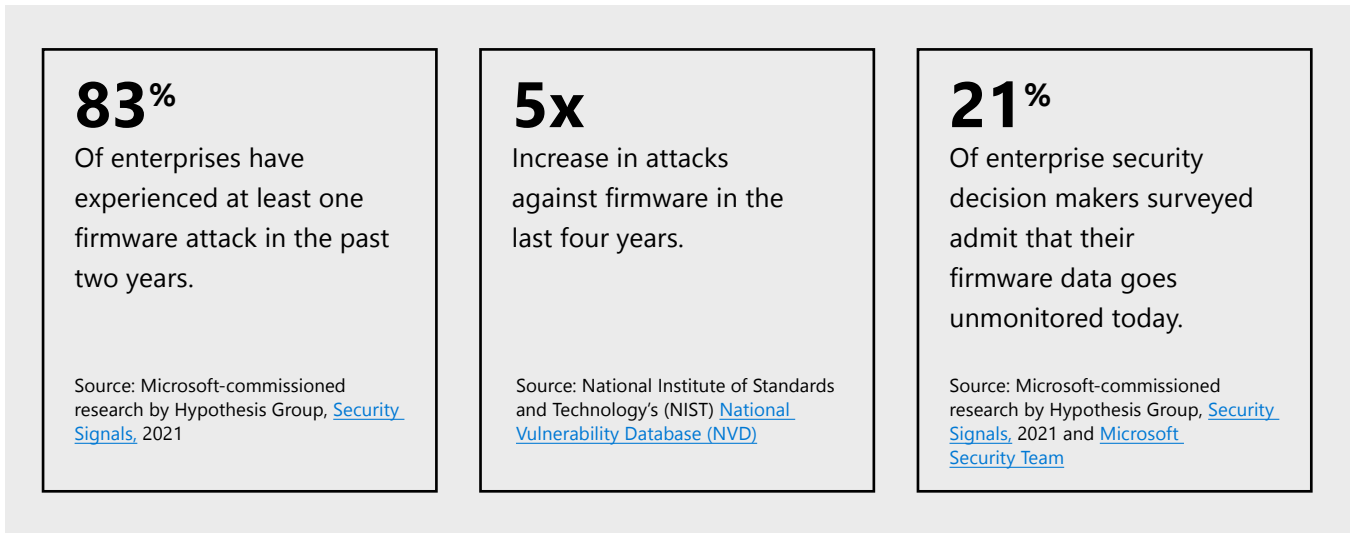 83%
Of enterprises have
experienced at least one
firmware attack in the past
two years.
Source: Microsoft-commissioned
research by Hypothesis Group, Security
Signals, 2021
5x
Increase in attacks
against firmware in the
last four years.
Source: National Institute of Standards
and Technology’s (NIST) National
Vulnerability Database (NVD)
21%
Of enterprise security
decision makers surveyed
admit that their
firmware data goes
unmonitored today.
Source: Microsoft-commissioned
research by Hypothesis Group, Security
Signals, 2021 and Microsoft
Security Team